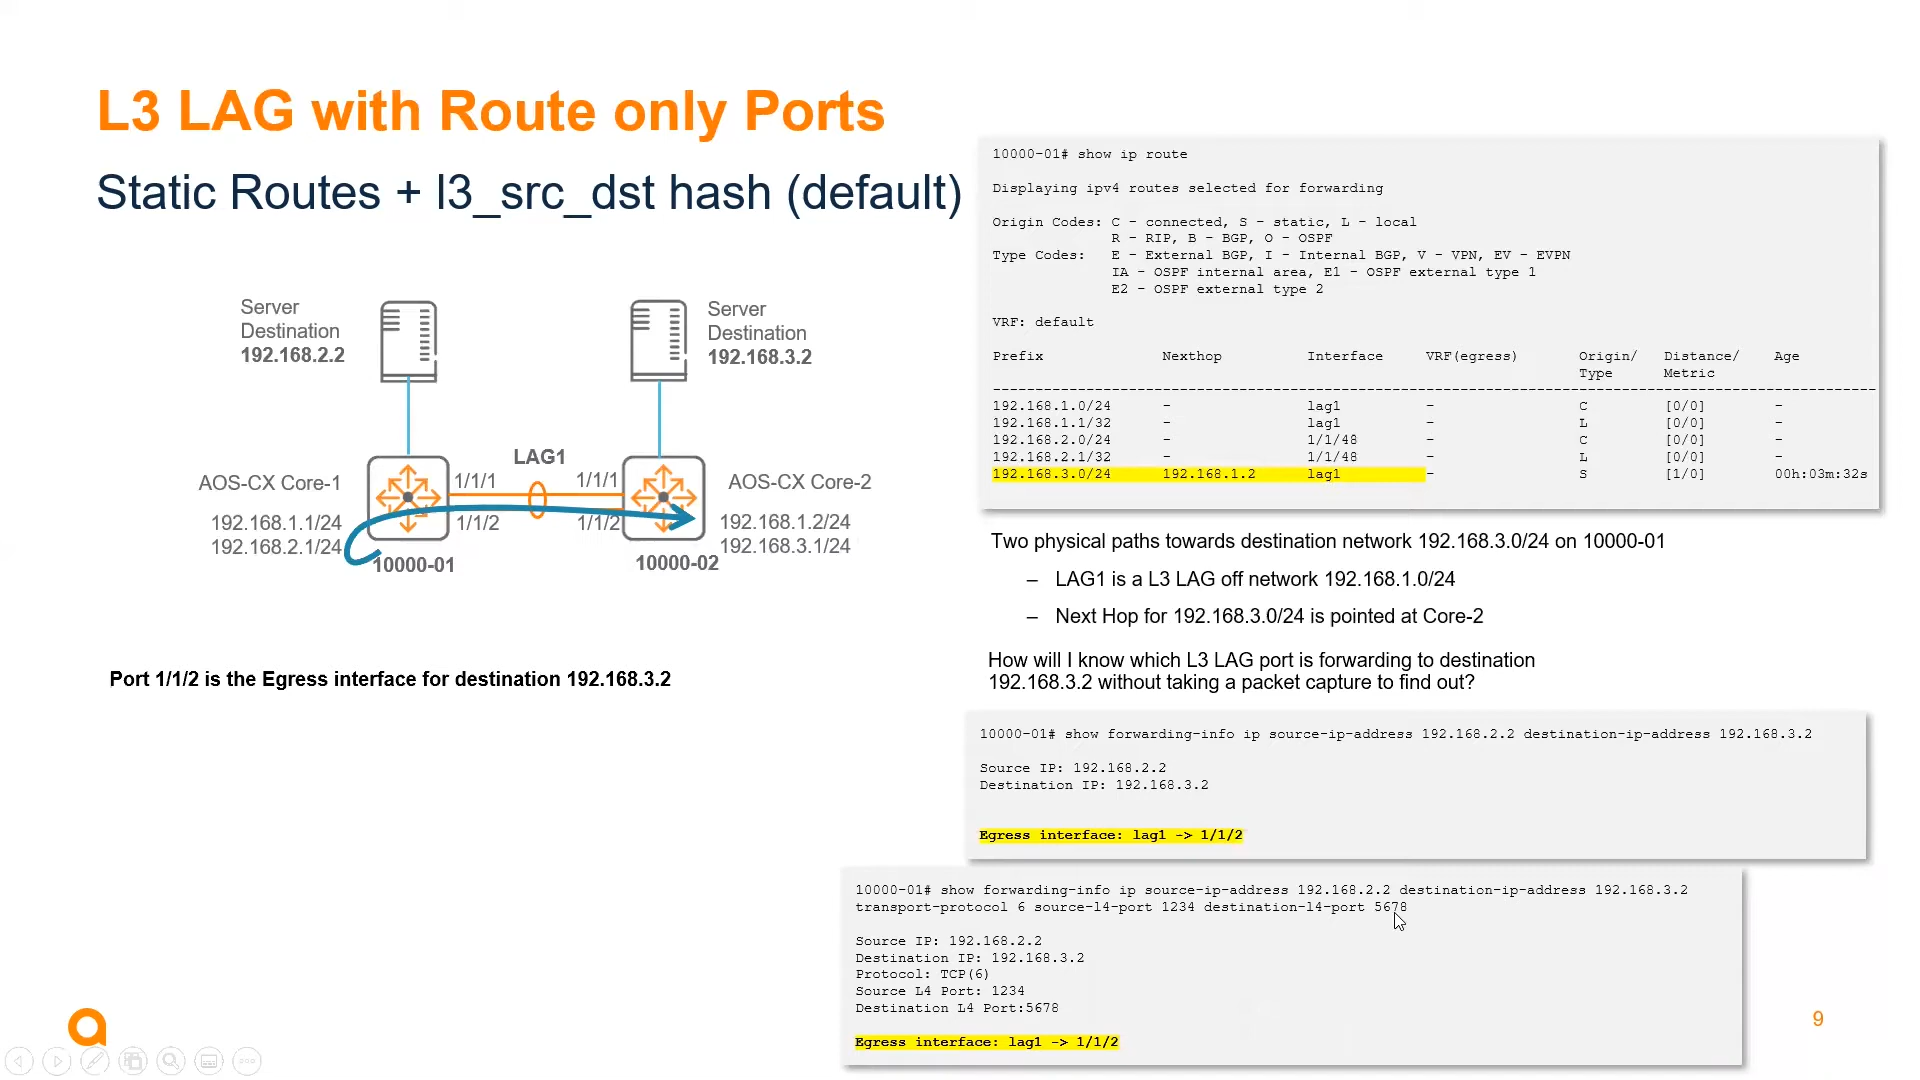 L3 LAG with Route only Ports
Static Routes + l3_src_dst hash (default)
Server
Destination
192.168.2.2
Server
Destination
192.168.3.2
LAG1
AOS-CX Core-1
1/1/1
1/1/1
AOS-CX Core-2
192.168.1.1/24
192.168.2.1/24
1/1/2
1/1/2
192.168.1.2/24
192.168.3.1/24
10000-01
10000-02
Port 1/1/2 is the Egress interface for destination 192.168.3.2
10000-01# show ip route
Displaying ipv4 routes selected for forwarding
Origin Codes: C - connected, S - static, L - local
R - RIP, B - BGP, O - OSPF
Type Codes: E - External BGP, I - Internal BGP, V - VPN, EV - EVPN
IA - OSPF internal area, E1 - OSPF external type 1
E2 - OSPF external type 2
VRF: default
Prefix Nexthop Interface VRF(egress) Origin/ Distance/ Age
Type Metric
--------------------------------------------------------------------------------------------------------
192.168.1.0/24 - lag1 - C [0/0] -
192.168.1.1/32 - lag1 - L [0/0] -
192.168.2.0/24 - 1/1/48 - C [0/0] -
192.168.2.1/32 - 1/1/48 - L [0/0] -
192.168.3.0/24 192.168.1.2 lag1 - S [1/0] 00h:03m:32s
Two physical paths towards destination network 192.168.3.0/24 on 10000-01
– LAG1 is a L3 LAG off network 192.168.1.0/24
– Next Hop for 192.168.3.0/24 is pointed at Core-2
How will I know which L3 LAG port is forwarding to destination
192.168.3.2 without taking a packet capture to find out?
10000-01# show forwarding-info ip source-ip-address 192.168.2.2 destination-ip-address 192.168.3.2
Source IP: 192.168.2.2
Destination IP: 192.168.3.2
Egress interface: lag1 -> 1/1/2
10000-01# show forwarding-info ip source-ip-address 192.168.2.2 destination-ip-address 192.168.3.2
transport-protocol 6 source-l4-port 1234 destination-l4-port 5678
Source IP: 192.168.2.2
Destination IP: 192.168.3.2
Protocol: TCP(6)
Source L4 Port: 1234
Destination L4 Port:5678
Egress interface: lag1 -> 1/1/2
9